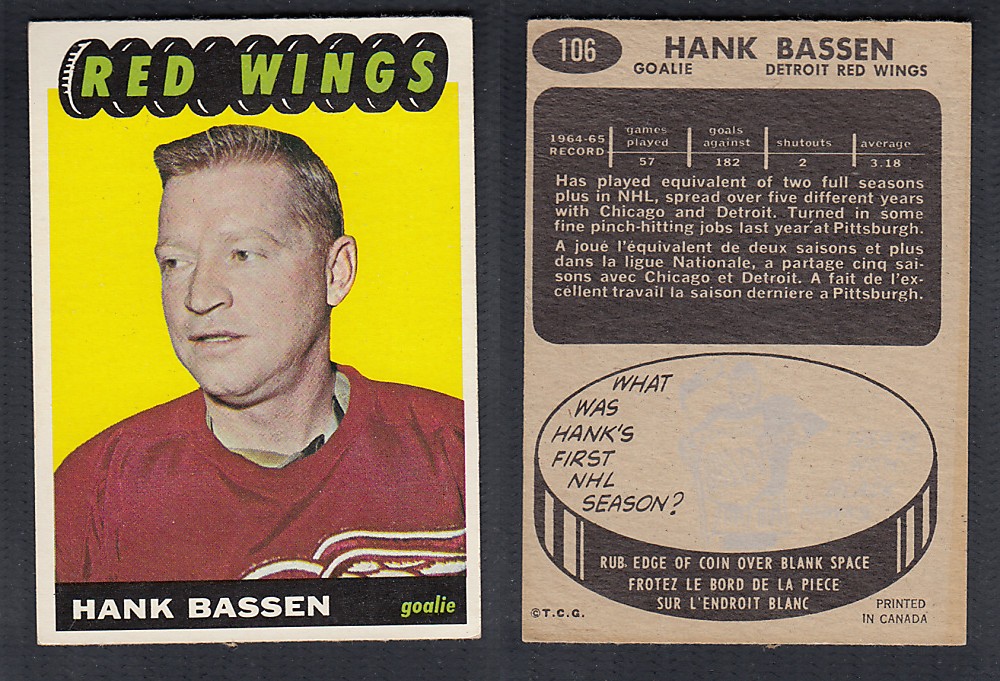 RED WINGS
HANK BASSEN
goalie
106
HANK BASSEN
GOALIE
DETROIT RED WINGS
1964-65
RECORD
games
played
57
goals
against
182
shutouts
2
average
3.18
Has played equivalent of two full seasons
plus in NHL, spread over five different years
with Chicago and Detroit. Turned in some
fine pinch-hitting jobs last year at Pittsburgh.
A joué l'équivalent de deux saisons et plus
dans la ligue Nationale, a partage cinq sai-
sons avec Chicago et Detroit. A fait de l'ex-
céllent travail la saison derniere a Pittsburgh.
WHAT
WAS
HANK'S
FIRST
NHL
SEASON?
RUB EDGE OF COIN OVER BLANK SPACE
FROTEZ LE BORD DE LA PIECE
SUR L'ENDROIT BLANC
©T.C.G.
PRINTED
IN CANADA